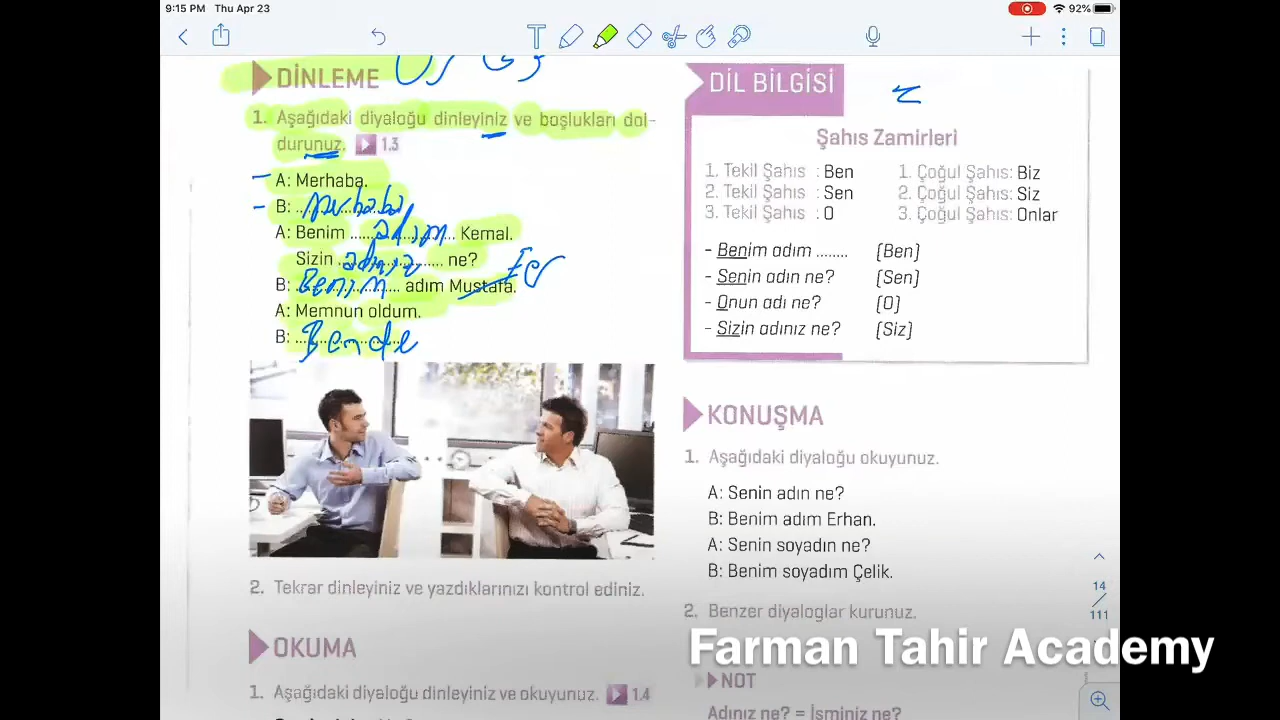 9:15 PM Thu Apr 23
92%
DİNLEME
1. Aşağıdaki diyaloğu dinleyiniz ve boşlukları dol-
durunuz. 1.3
A: Merhaba.
B: merhaba
A: Benim ..... adım ..... Kemal.
Sizin adınız ..... ne?
B: Benim ..... adım Mustafa.
A: Memnun oldum.
B: Bende
2. Tekrar dinleyiniz ve yazdıklarınızı kontrol ediniz.
OKUMA
1. Aşağıdaki diyaloğu dinleyiniz ve okuyunuz. 1.4
DİL BİLGİSİ
Şahıs Zamirleri
1. Tekil Şahıs : Ben 1. Çoğul Şahıs: Biz
2. Tekil Şahıs : Sen 2. Çoğul Şahıs: Siz
3. Tekil Şahıs : O 3. Çoğul Şahıs: Onlar
- Benim adım ........ (Ben)
- Senin adın ne? (Sen)
- Onun adı ne? (O)
- Sizin adınız ne? (Siz)
KONUŞMA
1. Aşağıdaki diyaloğu okuyunuz.
A: Senin adın ne?
B: Benim adım Erhan.
A: Senin soyadın ne?
B: Benim soyadım Çelik.
2. Benzer diyaloglar kurunuz.
NOT
Adınız ne? = İsminiz ne?
14
111
Farman Tahir Academy